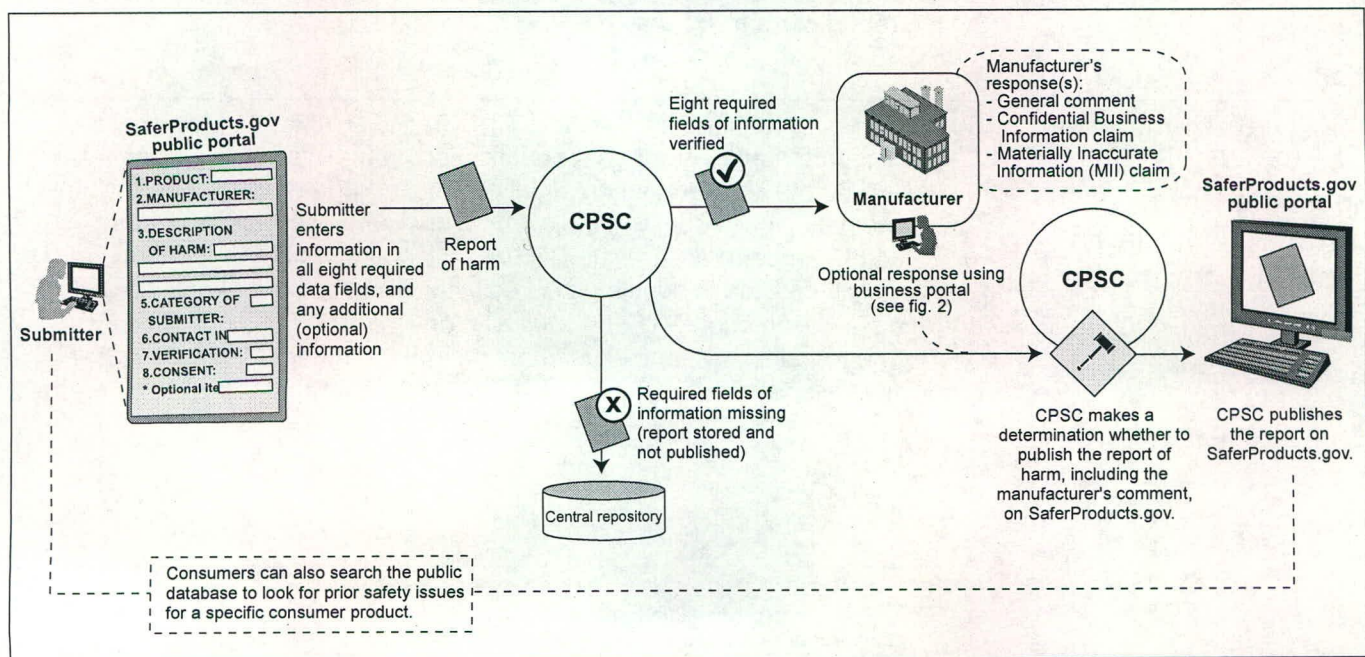 SaferProducts.gov
public portal
1.PRODUCT:
2.MANUFACTURER:
3.DESCRIPTION
OF HARM:
5.CATEGORY OF
SUBMITTER:
6.CONTACT IN
7.VERIFICATION:
8.CONSENT:
* Optional ite
Submitter
Submitter
enters
information in
all eight required
data fields, and
any additional
(optional)
information
Report
of harm
CPSC
Eight required
fields of information
verified
Required fields of
information missing
(report stored and
not published)
Central repository
Manufacturer
Manufacturer's
response(s):
- General comment
- Confidential Business
Information claim
- Materially Inaccurate
Information (MII) claim
Optional response using
business portal
(see fig. 2)
CPSC
CPSC makes a
determination whether to
publish the report of
harm, including the
manufacturer's comment,
on SaferProducts.gov.
SaferProducts.gov
public portal
CPSC publishes
the report on
SaferProducts.gov.
Consumers can also search the public
database to look for prior safety issues
for a specific consumer product.